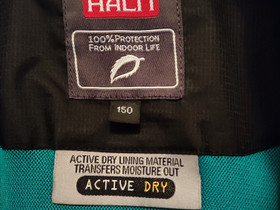 HALTI
100% PROTECTION
FROM INDOOR LIFE
150
ACTIVE DRY LINING MATERIAL
TRANSFERS MOISTURE OUT
ACTIVE DRY